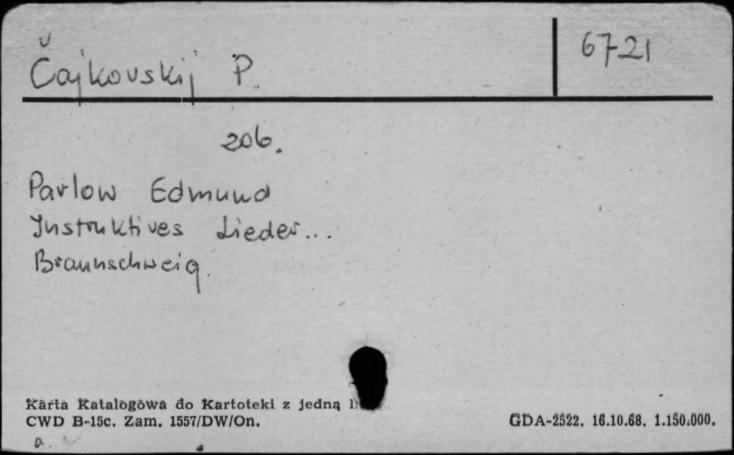 Čajkovskij P.
67-21
206.
Parlow Edmund
Instruktives Lieder...
Braunschweig.
Karta Katalogowa do Kartoteki z jedną
CWD B-15c. Zam. 1557/DW/On.
GDA-2522. 16.10.68. 1.150.000.
a.